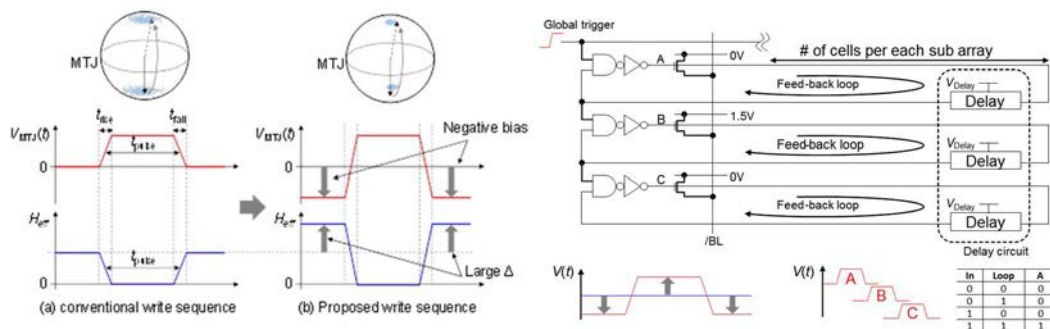 MTJ
t_rise
t_fall
V_MTJ(t)
t_pulse
0
H_eff
t_pulse
0
(a) conventional write sequence
MTJ
Negative bias
V_MTJ(t)
0
H_eff
Large Δ
0
(b) Proposed write sequence
Global trigger
# of cells per each sub array
A
0V
Feed-back loop
V_Delay
Delay
B
1.5V
Feed-back loop
V_Delay
Delay
C
0V
Feed-back loop
V_Delay
Delay
/BL
Delay circuit
V(t)
V(t)
A
B
C
In Loop A
0 0 0
0 1 0
1 0 0
1 1 1